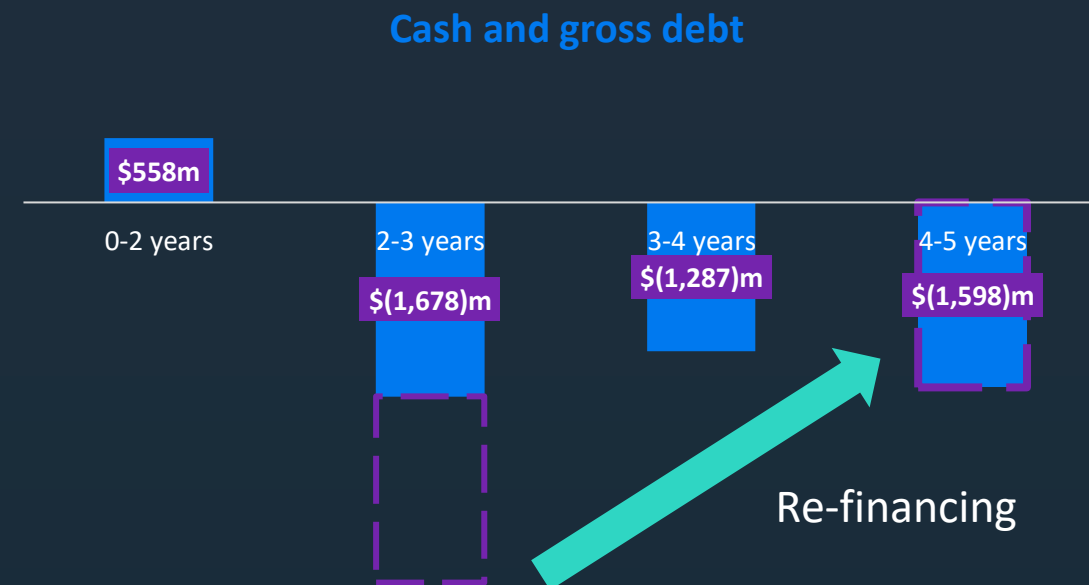 Cash and gross debt
$558m
0-2 years
2-3 years
3-4 years
4-5 years
$(1,678)m
$(1,287)m
$(1,598)m
Re-financing